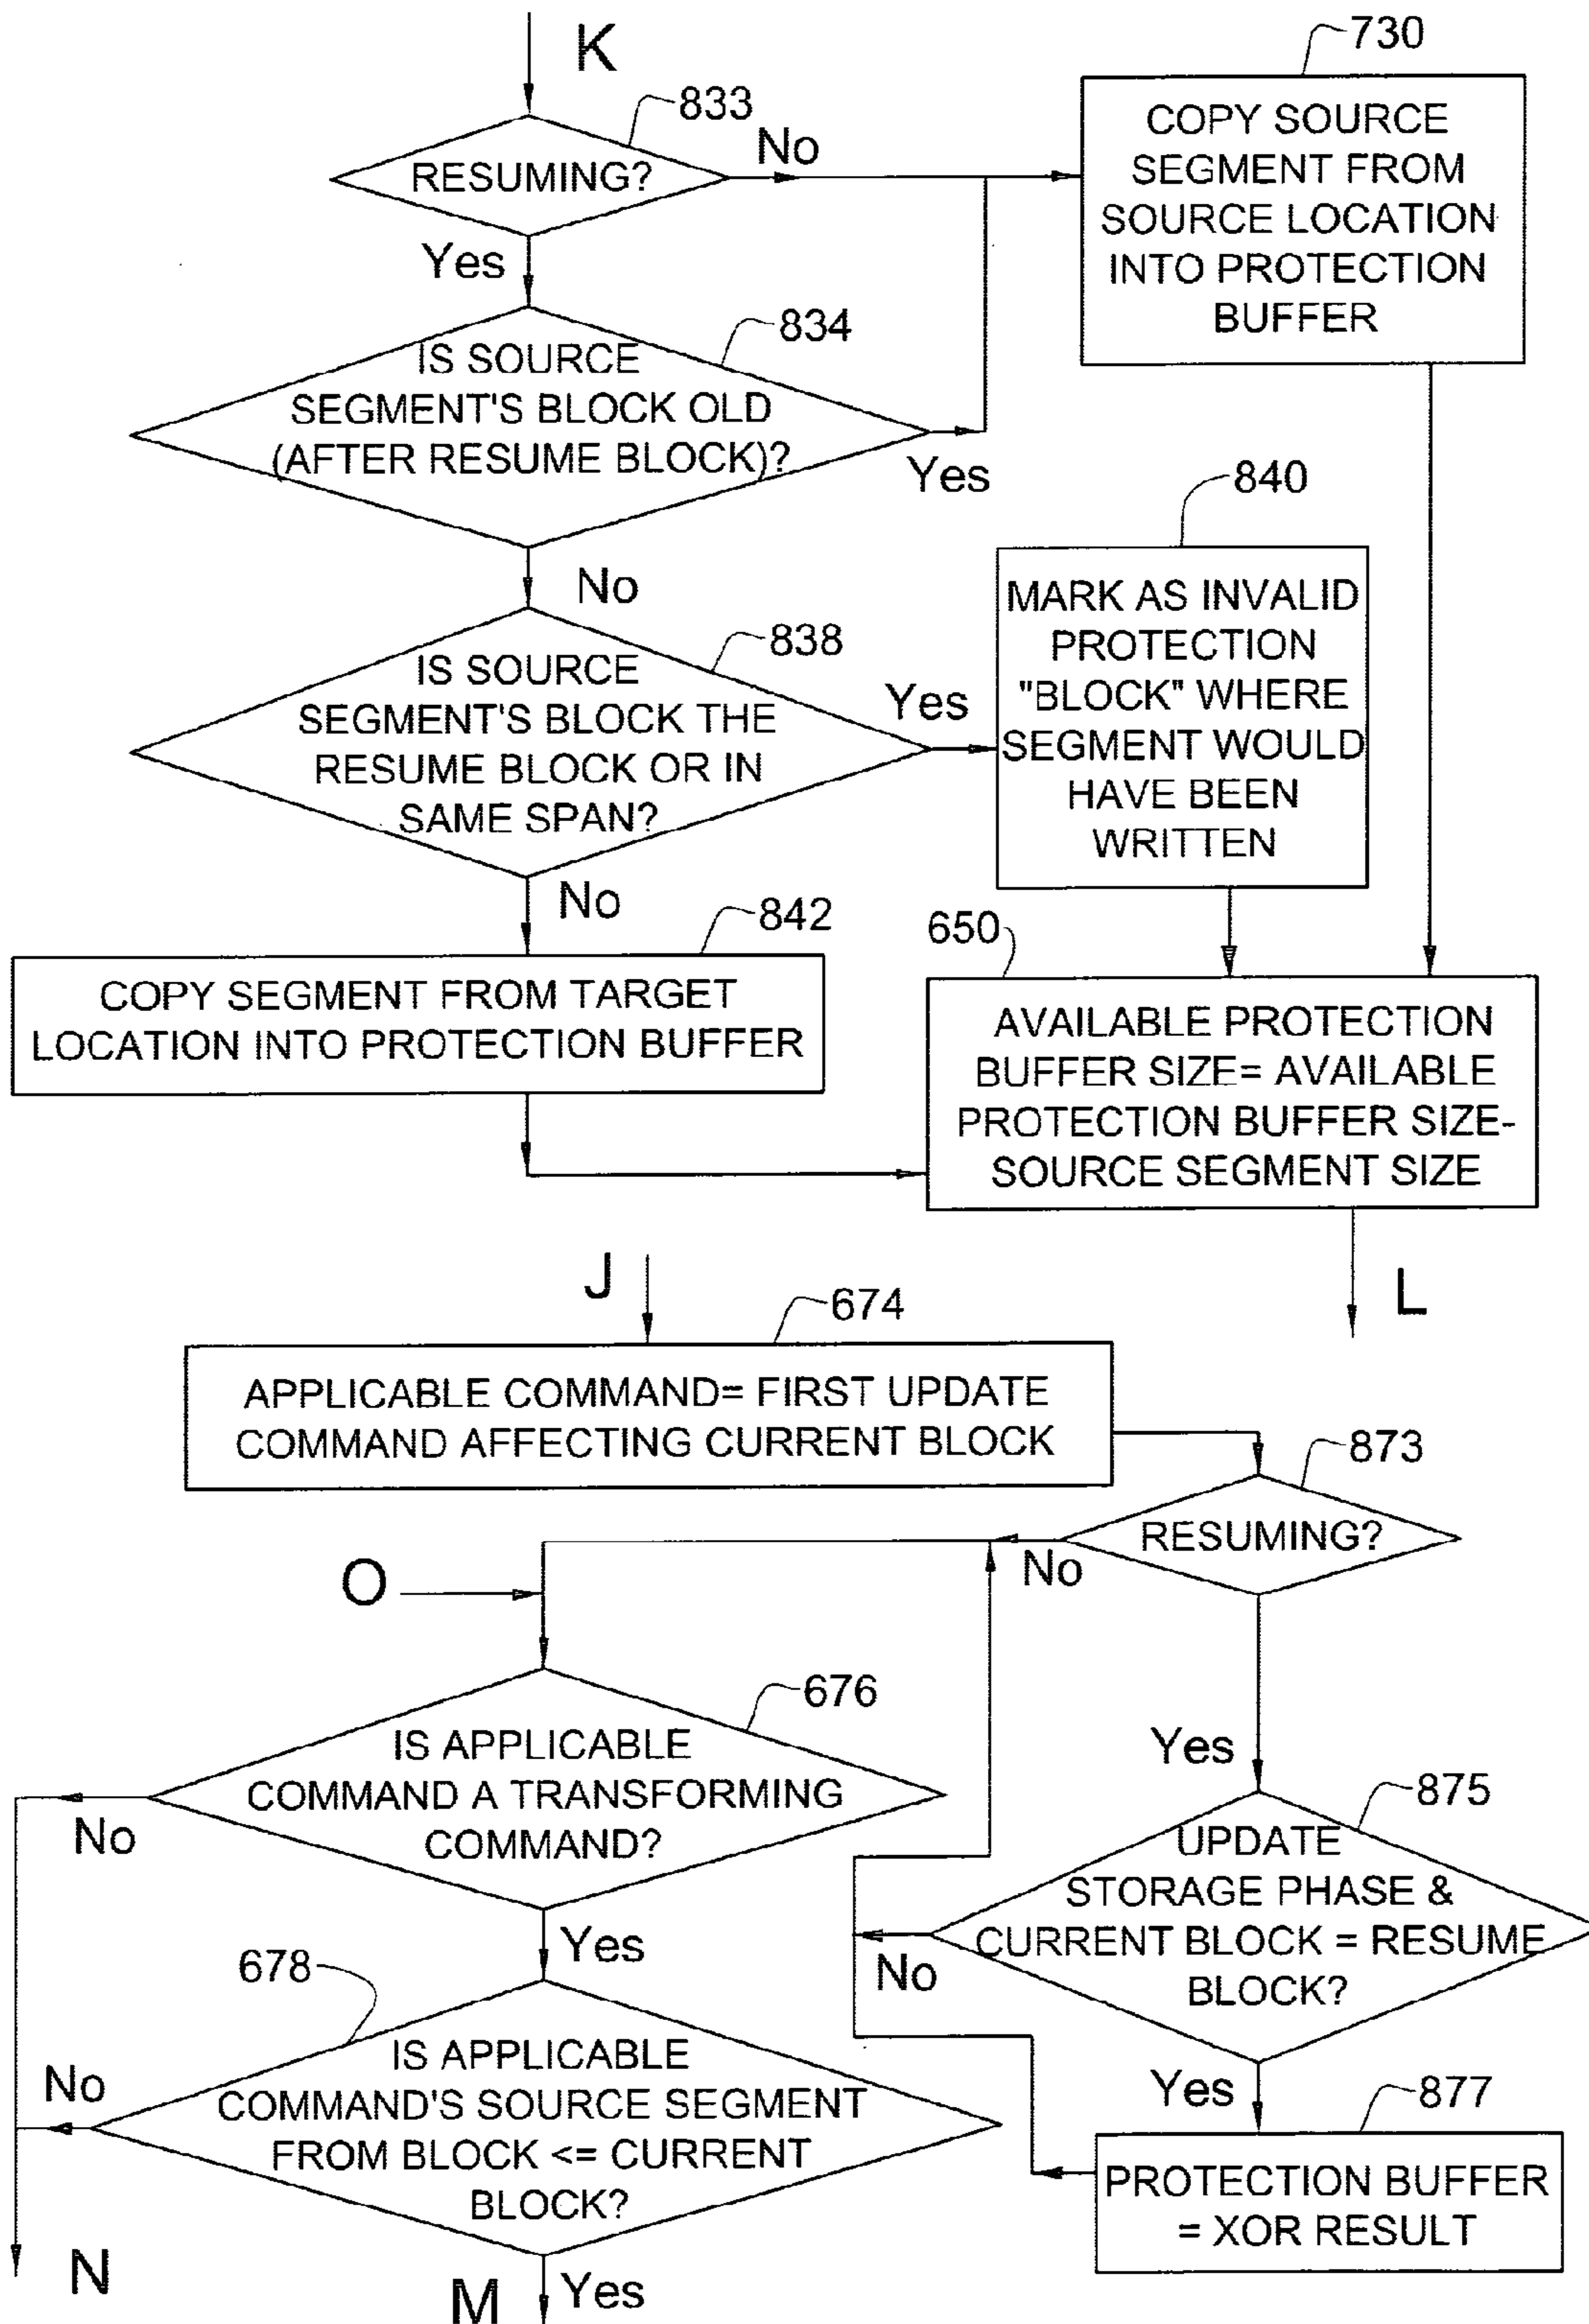 K
833
RESUMING?
No
Yes
730
COPY SOURCE
SEGMENT FROM
SOURCE LOCATION
INTO PROTECTION
BUFFER
834
IS SOURCE
SEGMENT'S BLOCK OLD
(AFTER RESUME BLOCK)?
Yes
No
838
IS SOURCE
SEGMENT'S BLOCK THE
RESUME BLOCK OR IN
SAME SPAN?
Yes
No
840
MARK AS INVALID
PROTECTION
"BLOCK" WHERE
SEGMENT WOULD
HAVE BEEN
WRITTEN
842
COPY SEGMENT FROM TARGET
LOCATION INTO PROTECTION BUFFER
650
AVAILABLE PROTECTION
BUFFER SIZE= AVAILABLE
PROTECTION BUFFER SIZE-
SOURCE SEGMENT SIZE
L
J
674
APPLICABLE COMMAND= FIRST UPDATE
COMMAND AFFECTING CURRENT BLOCK
873
RESUMING?
No
Yes
O
676
IS APPLICABLE
COMMAND A TRANSFORMING
COMMAND?
No
Yes
875
UPDATE
STORAGE PHASE &
CURRENT BLOCK = RESUME
BLOCK?
No
Yes
678
IS APPLICABLE
COMMAND'S SOURCE SEGMENT
FROM BLOCK <= CURRENT
BLOCK?
No
Yes
877
PROTECTION BUFFER
= XOR RESULT
N
M